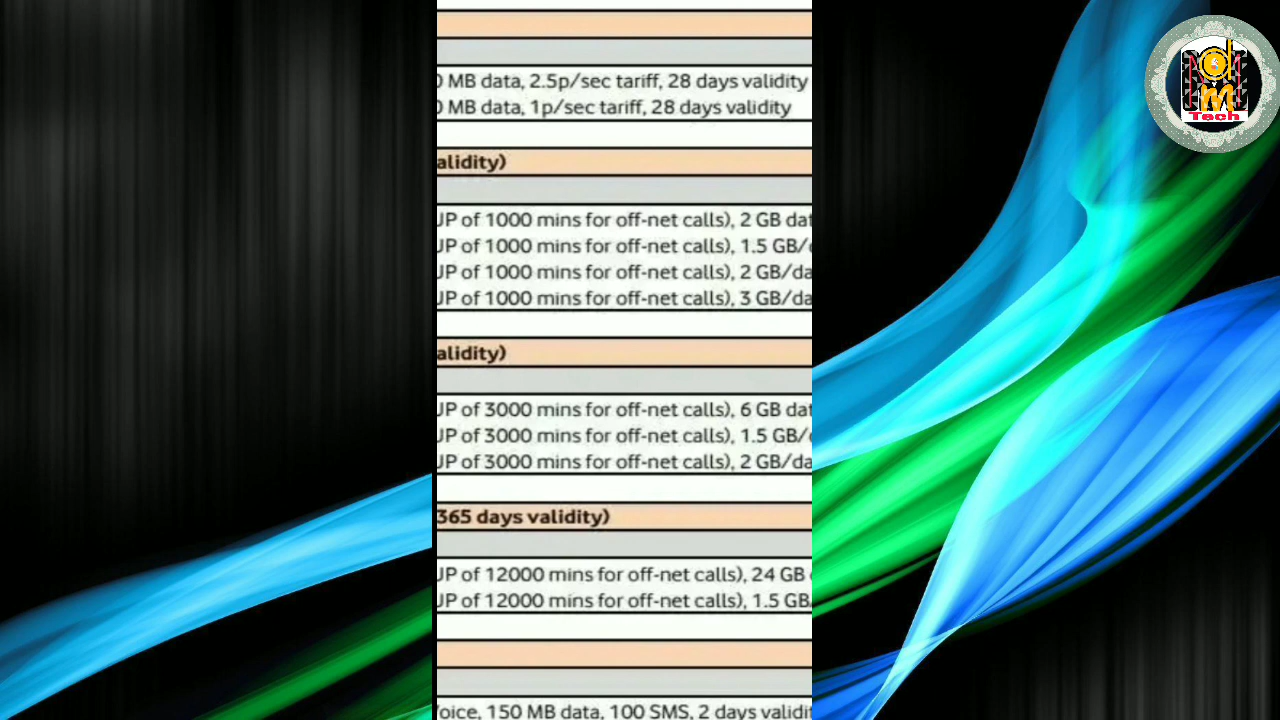 MB data, 2.5p/sec tariff, 28 days validity
MB data, 1p/sec tariff, 28 days validity
alidity)
UP of 1000 mins for off-net calls), 2 GB dat
UP of 1000 mins for off-net calls), 1.5 GB/
UP of 1000 mins for off-net calls), 2 GB/da
UP of 1000 mins for off-net calls), 3 GB/da
alidity)
UP of 3000 mins for off-net calls), 6 GB dat
UP of 3000 mins for off-net calls), 1.5 GB/
UP of 3000 mins for off-net calls), 2 GB/da
365 days validity)
UP of 12000 mins for off-net calls), 24 GB
UP of 12000 mins for off-net calls), 1.5 GB
oice, 150 MB data, 100 SMS, 2 days validi
Tech